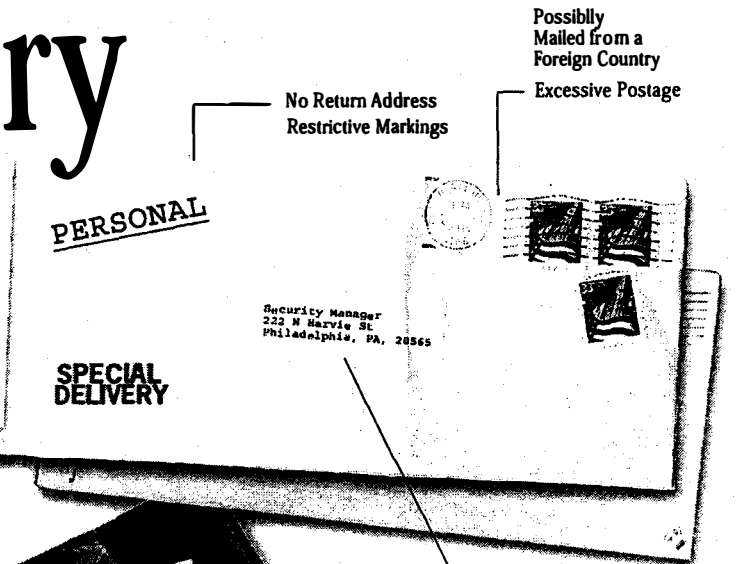 ry
Possiblly
Mailed from a
Foreign Country
No Return Address
Excessive Postage
Restrictive Markings
PERSONAL
Security Manager
222 N Harvie St
Philadelphia, PA, 20565
SPECIAL
DELIVERY